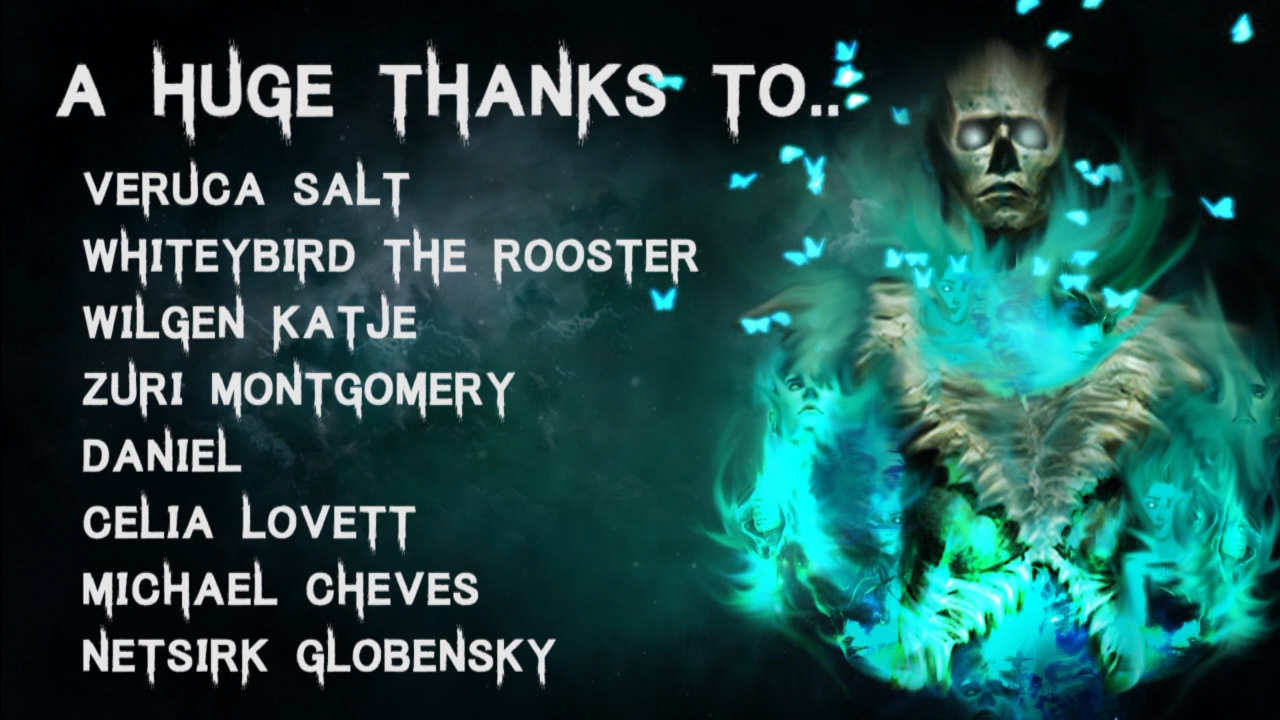 A HUGE THANKS TO..
VERUCA SALT
WHITEYBIRD THE ROOSTER
WILGEN KATJE
ZURI MONTGOMERY
DANIEL
CELIA LOVETT
MICHAEL CHEVES
NETSIRK GLOBENSKY